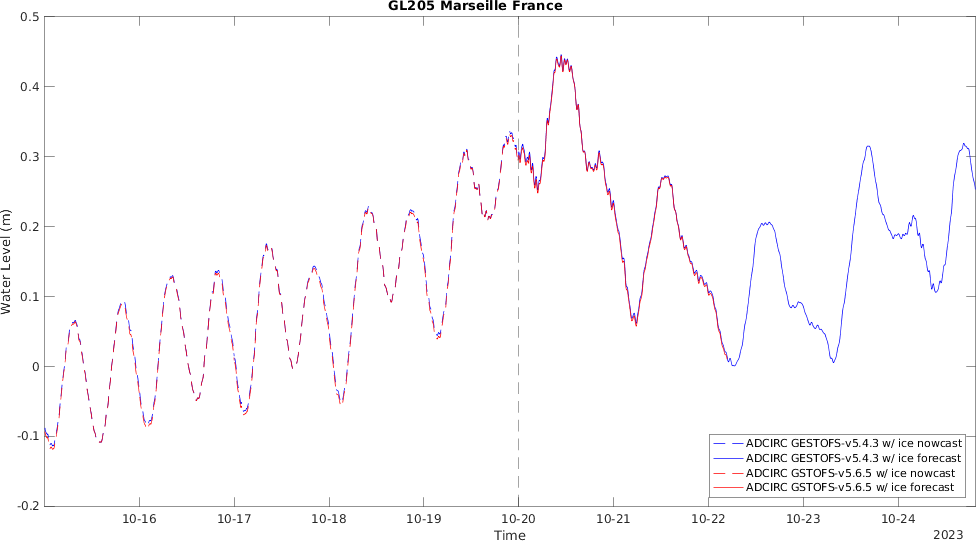 GL205 Marseille France
0.5
0.4
0.3
0.2
0.1
0
-0.1
-0.2
Water Level (m)
10-16
10-17
10-18
10-19
10-20
10-21
10-22
10-23
10-24
Time
2023
ADCIRC GESTOFS-v5.4.3 w/ ice nowcast
ADCIRC GESTOFS-v5.4.3 w/ ice forecast
ADCIRC GSTOFS-v5.6.5 w/ ice nowcast
ADCIRC GSTOFS-v5.6.5 w/ ice forecast